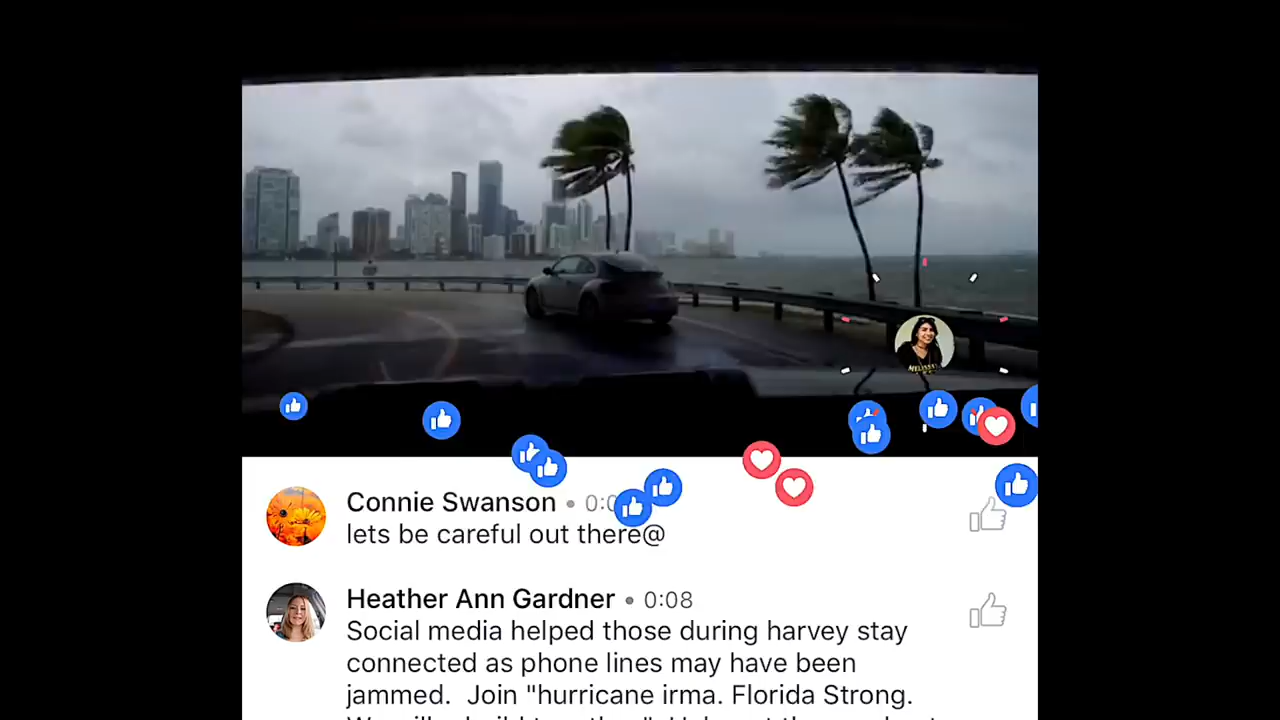 Connie Swanson • 0:0
lets be careful out there@
Heather Ann Gardner • 0:08
Social media helped those during harvey stay
connected as phone lines may have been
jammed.  Join "hurricane irma. Florida Strong.